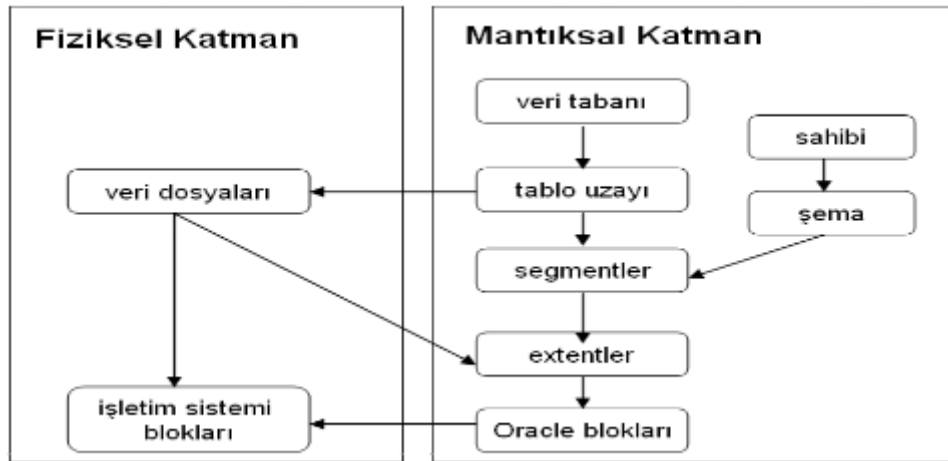 Fiziksel Katman
veri dosyaları
işletim sistemi
blokları
Mantıksal Katman
veri tabanı
sahibi
tablo uzayı
şema
segmentler
extentler
Oracle blokları